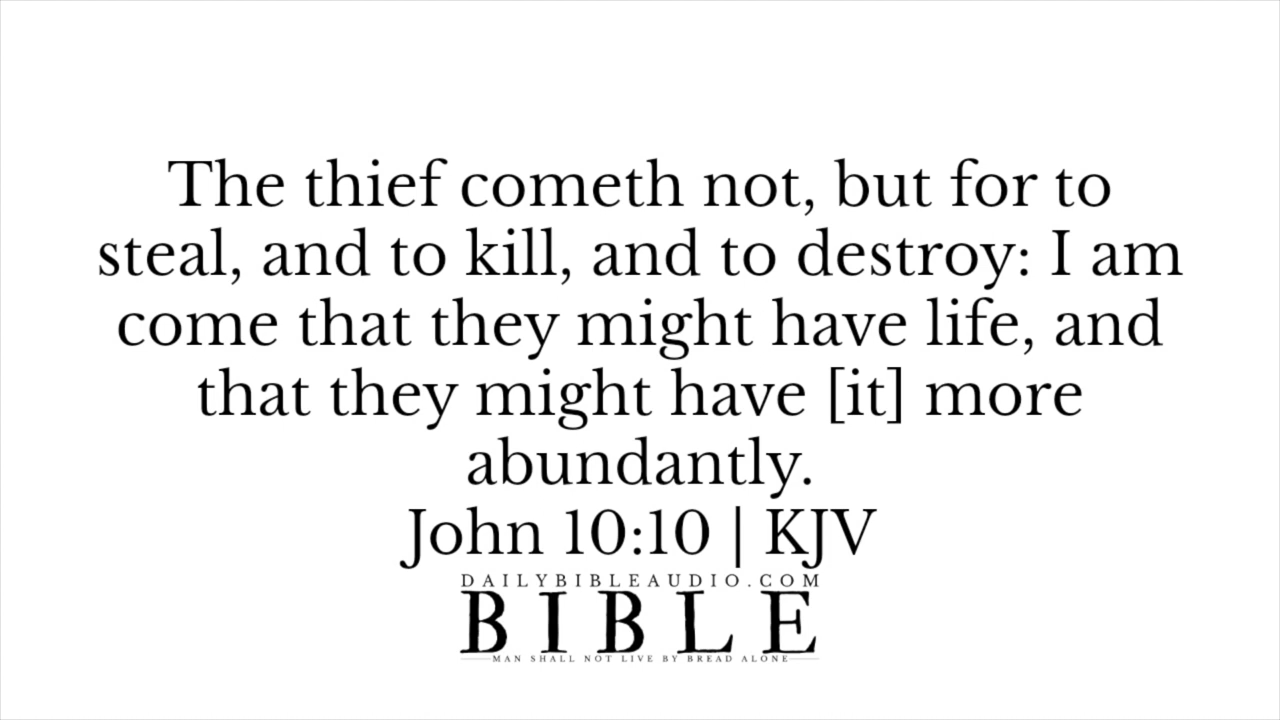 The thief cometh not, but for to
steal, and to kill, and to destroy: I am
come that they might have life, and
that they might have [it] more
abundantly.
John 10:10 | KJV
DAILYBIBLEAUDIO.COM
BIBLE
MAN SHALL NOT LIVE BY BREAD ALONE